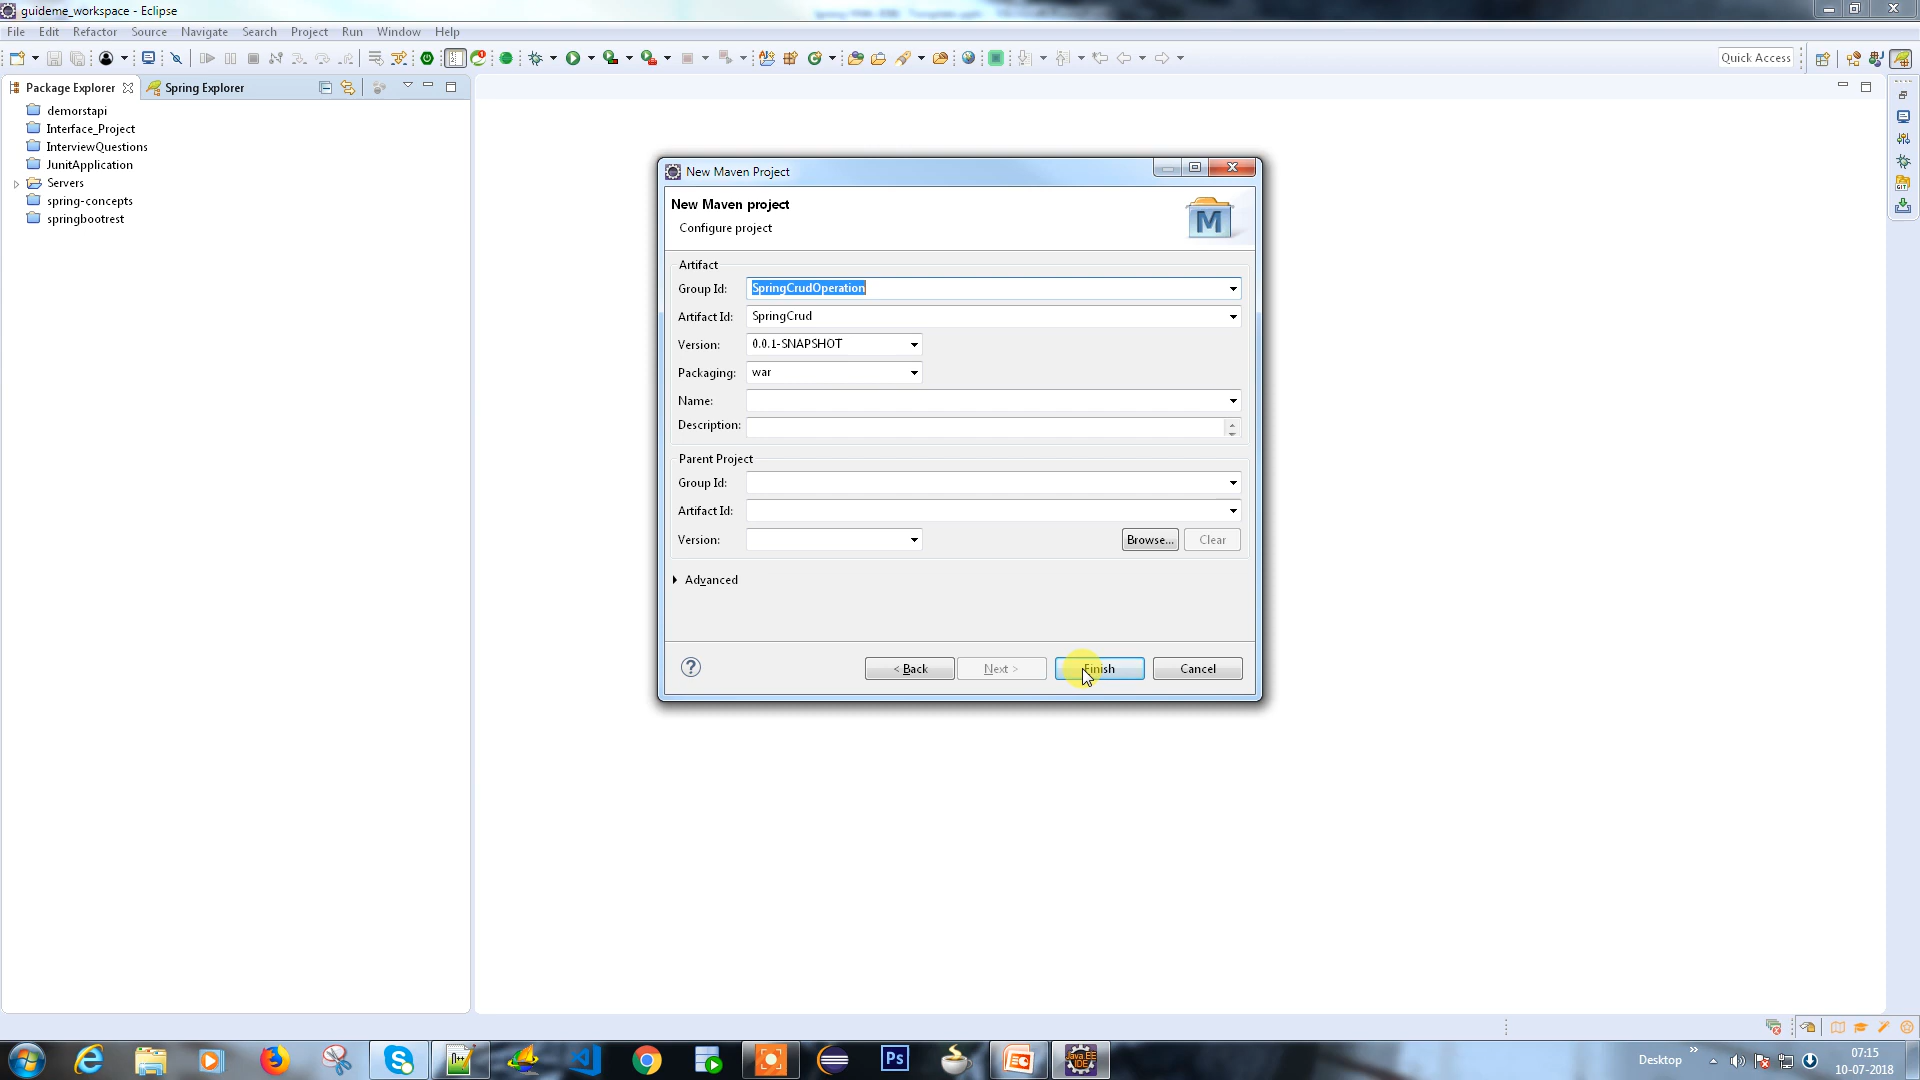 guideme_workspace - Eclipse
File Edit Refactor Source Navigate Search Project Run Window Help
Quick Access
Package Explorer Spring Explorer
demorstapi
Interface_Project
InterviewQuestions
JunitApplication
Servers
spring-concepts
springbootrest
New Maven Project
New Maven project
Configure project
M
Artifact
Group Id: SpringCrudOperation
Artifact Id: SpringCrud
Version: 0.0.1-SNAPSHOT
Packaging: war
Name:
Description:
Parent Project
Group Id:
Artifact Id:
Version: Browse... Clear
Advanced
< Back Next > Finish Cancel
Desktop
07:15
10-07-2018